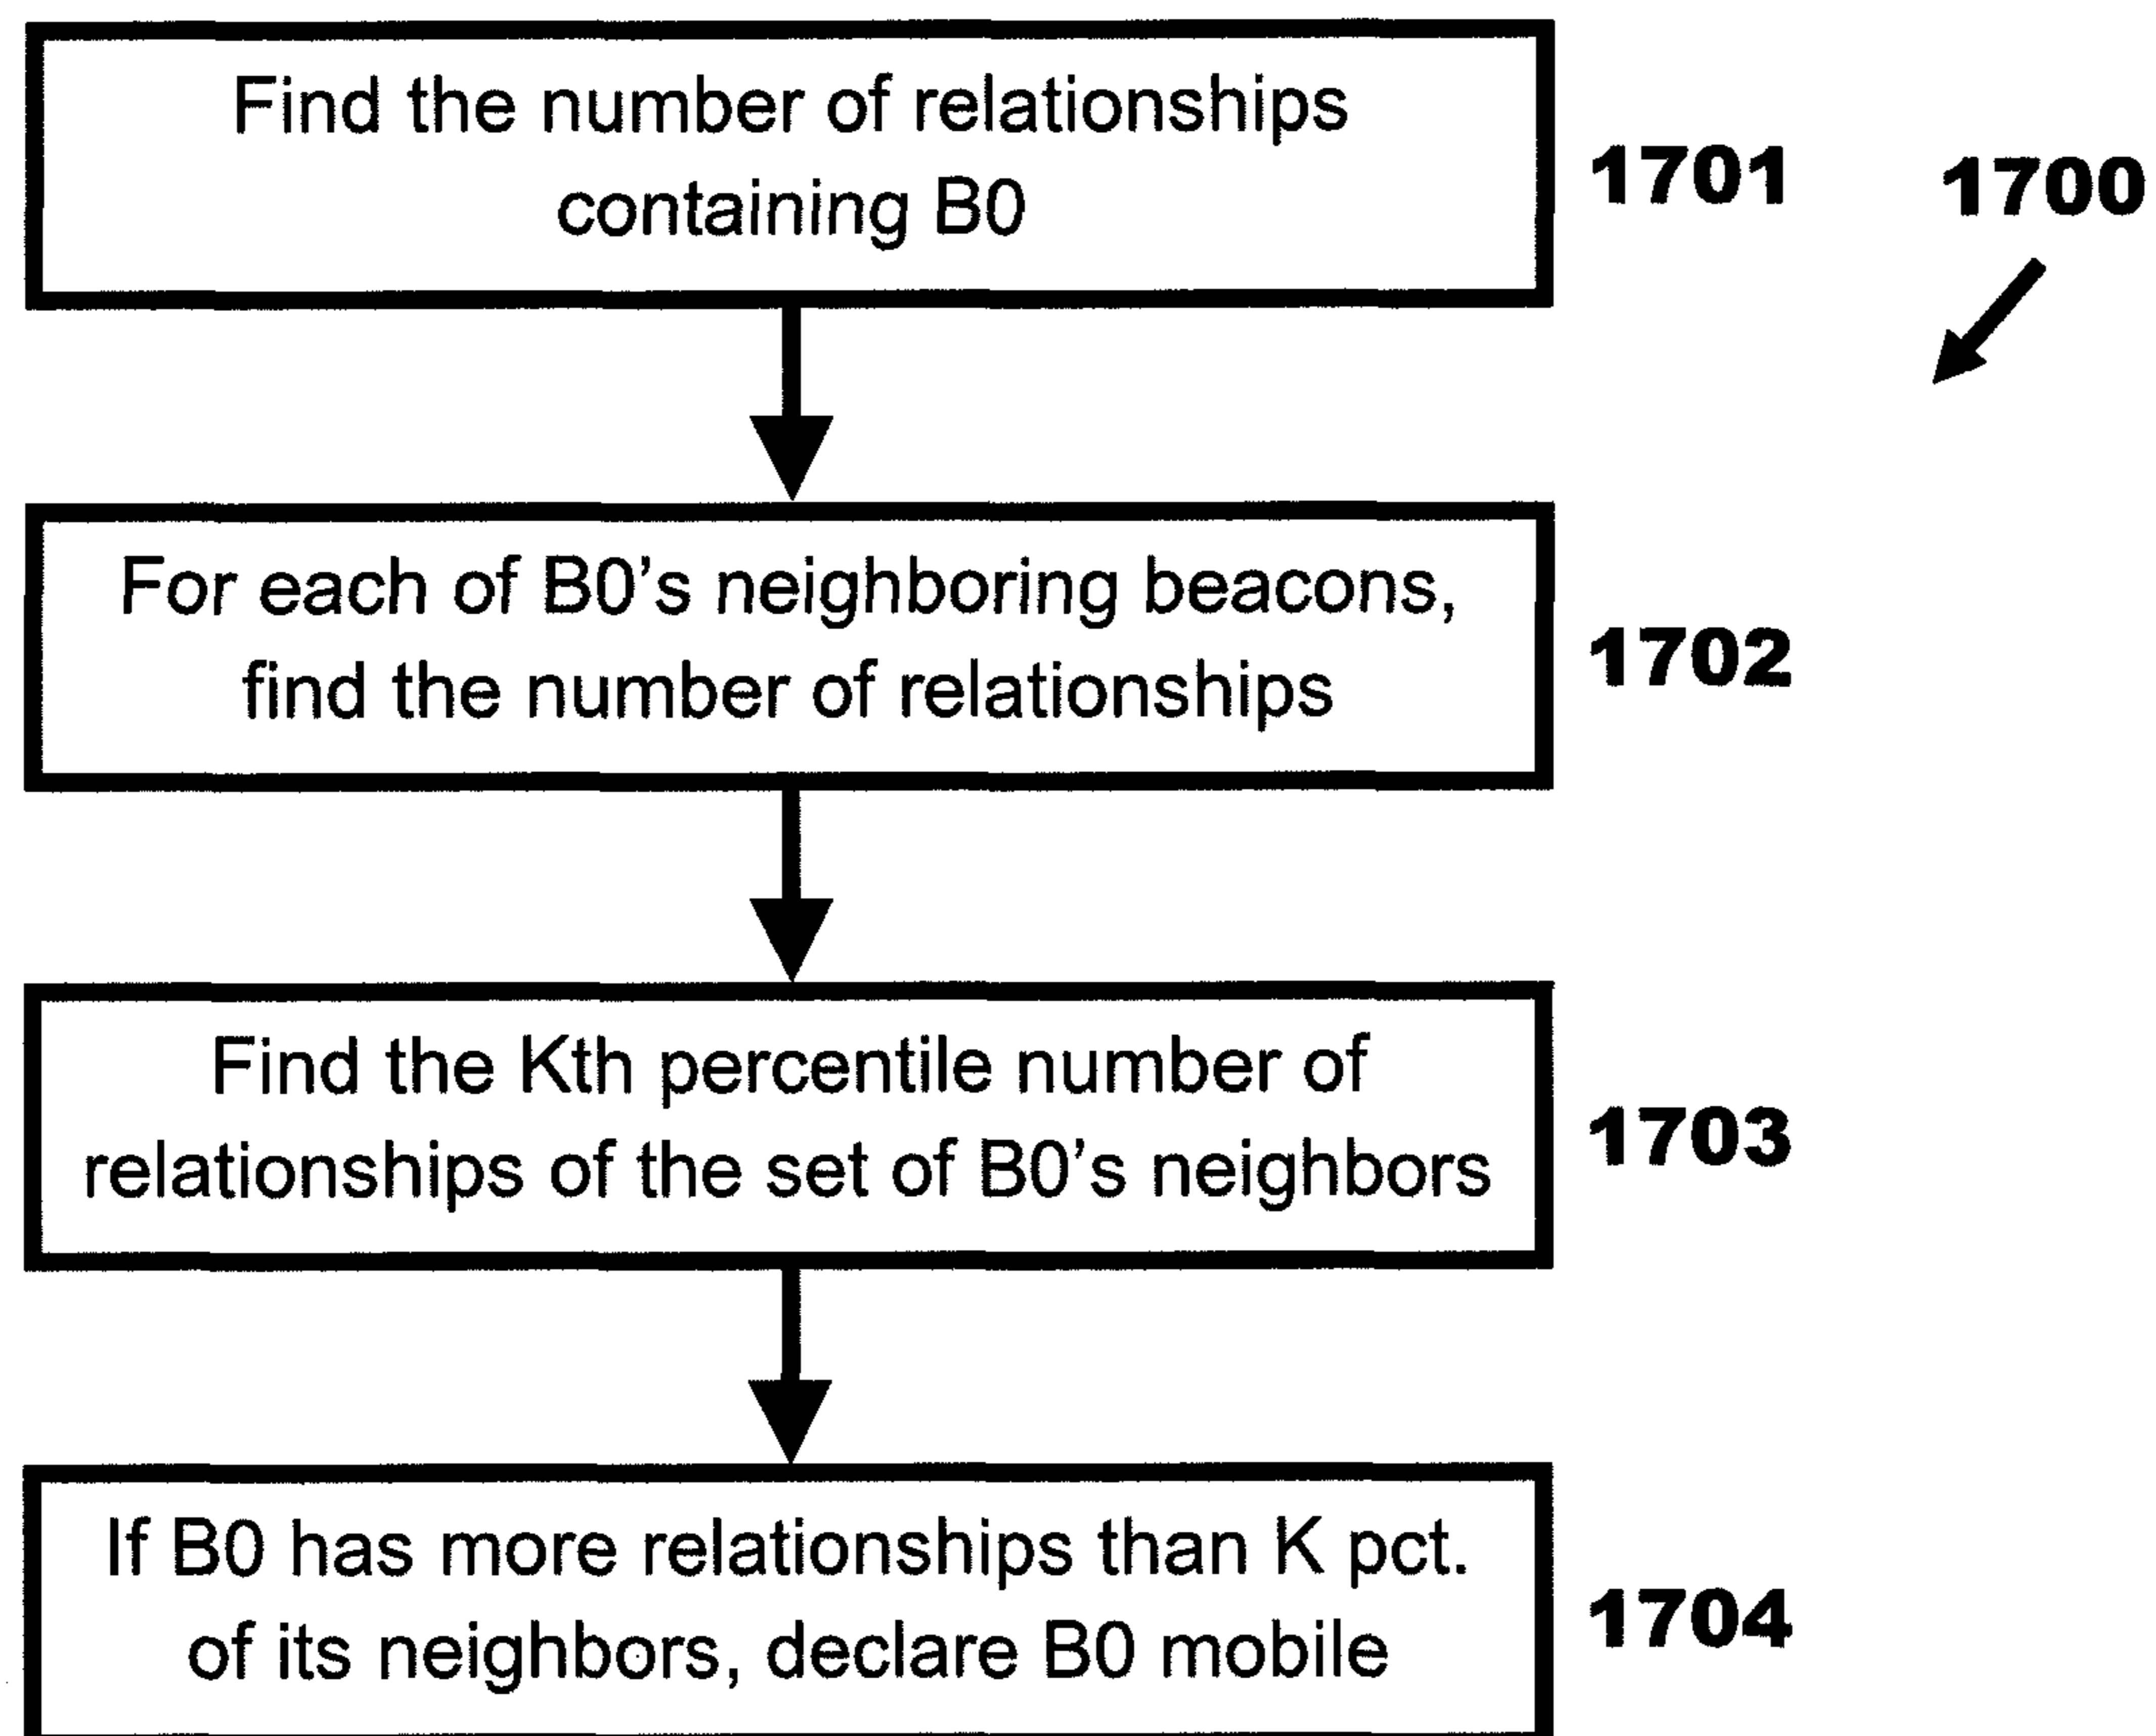 Find the number of relationships
containing B0
1701
1700
For each of B0's neighboring beacons,
find the number of relationships
1702
Find the Kth percentile number of
relationships of the set of B0's neighbors
1703
If B0 has more relationships than K pct.
of its neighbors, declare B0 mobile
1704